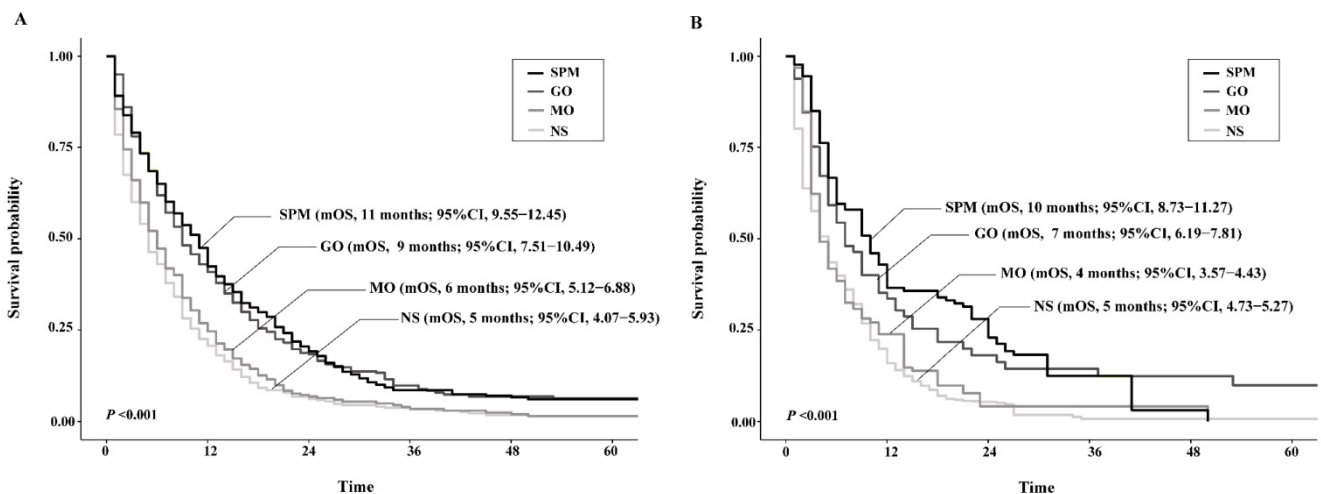 A
1.00
0.75
0.50
0.25
0.00
Survival probability
SPM
GO
MO
NS
SPM (mOS, 11 months; 95%CI, 9.55−12.45)
GO (mOS, 9 months; 95%CI, 7.51−10.49)
MO (mOS, 6 months; 95%CI, 5.12−6.88)
NS (mOS, 5 months; 95%CI, 4.07−5.93)
P <0.001
0 12 24 36 48 60
Time
B
1.00
0.75
0.50
0.25
0.00
Survival probability
SPM
GO
MO
NS
SPM (mOS, 10 months; 95%CI, 8.73−11.27)
GO (mOS, 7 months; 95%CI, 6.19−7.81)
MO (mOS, 4 months; 95%CI, 3.57−4.43)
NS (mOS, 5 months; 95%CI, 4.73−5.27)
P <0.001
0 12 24 36 48 60
Time